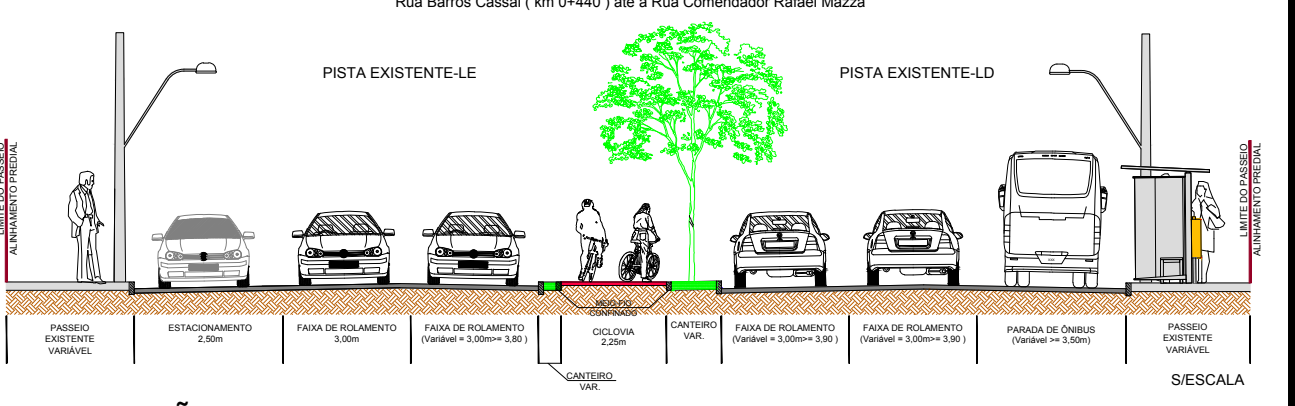 Rua Barros Cassal ( km 0+440 ) até a Rua Comendador Rafael Mazza
PISTA EXISTENTE-LE
PISTA EXISTENTE-LD
LIMITE DO PASSEIO
ALINHAMENTO PREDIAL
LIMITE DO PASSEIO
ALINHAMENTO PREDIAL
MEIO-FIO
CONFINADO
PASSEIO
EXISTENTE
VARIÁVEL
ESTACIONAMENTO
2,50m
FAIXA DE ROLAMENTO
3,00m
FAIXA DE ROLAMENTO
(Variável = 3,00m>= 3,80 )
CICLOVIA
2,25m
CANTEIRO
VAR.
FAIXA DE ROLAMENTO
(Variável = 3,00m>= 3,90 )
FAIXA DE ROLAMENTO
(Variável = 3,00m>= 3,90 )
PARADA DE ÔNIBUS
(Variável >= 3,50m)
PASSEIO
EXISTENTE
VARIÁVEL
CANTEIRO
VAR.
S/ESCALA